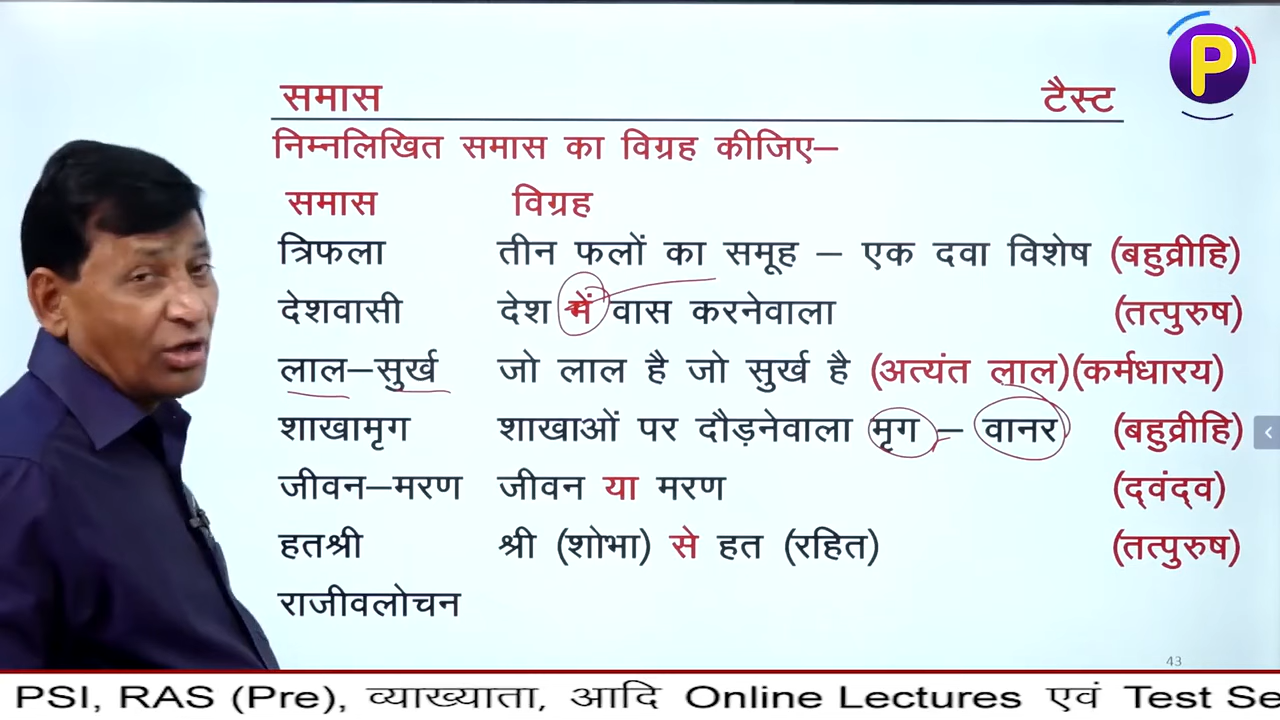 P
समास टैस्ट
निम्नलिखित समास का विग्रह कीजिए–
समास विग्रह
त्रिफला तीन फलों का समूह – एक दवा विशेष (बहुव्रीहि)
देशवासी देश में वास करनेवाला (तत्पुरुष)
लाल–सुर्ख जो लाल है जो सुर्ख है (अत्यंत लाल)(कर्मधारय)
शाखामृग शाखाओं पर दौड़नेवाला मृग – वानर (बहुव्रीहि)
जीवन–मरण जीवन या मरण (द्‌वंद्‌व)
हतश्री श्री (शोभा) से हत (रहित) (तत्पुरुष)
राजीवलोचन
43
PSI, RAS (Pre), व्याख्याता, आदि Online Lectures एवं Test Se